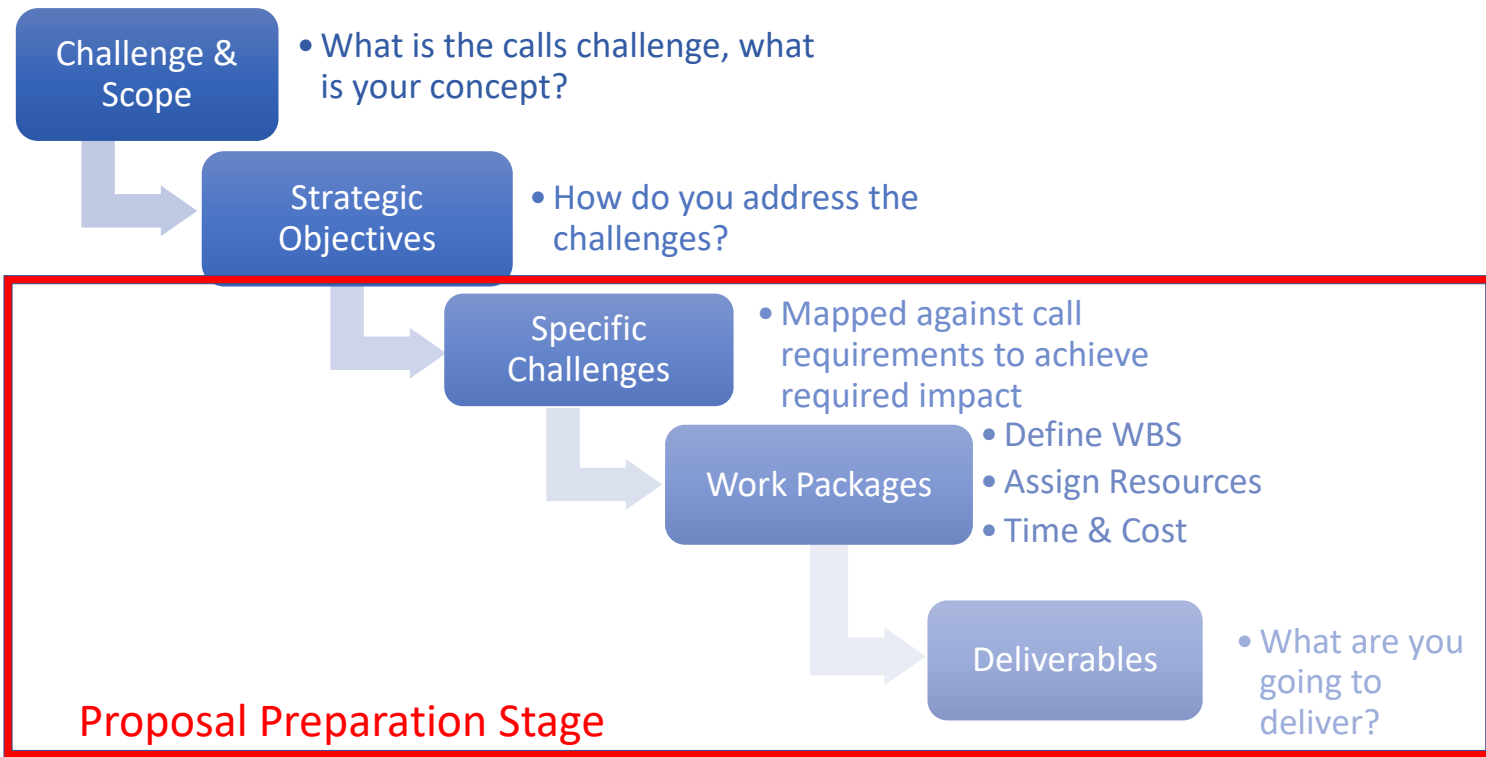 Challenge &
Scope
• What is the calls challenge, what
is your concept?
Strategic
Objectives
• How do you address the
challenges?
Specific
Challenges
• Mapped against call
requirements to achieve
required impact
Work Packages
• Define WBS
• Assign Resources
• Time & Cost
Deliverables
• What are you
going to
deliver?
Proposal Preparation Stage